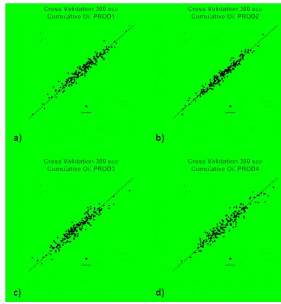 Cross Validation 300 sce
Cumulative Oil PROD1
Cross Validation 300 sce
Cumulative Oil PROD2
a)
b)
Cross Validation 300 sce
Cumulative Oil PROD3
Cross Validation 300 sce
Cumulative Oil PROD4
c)
d)